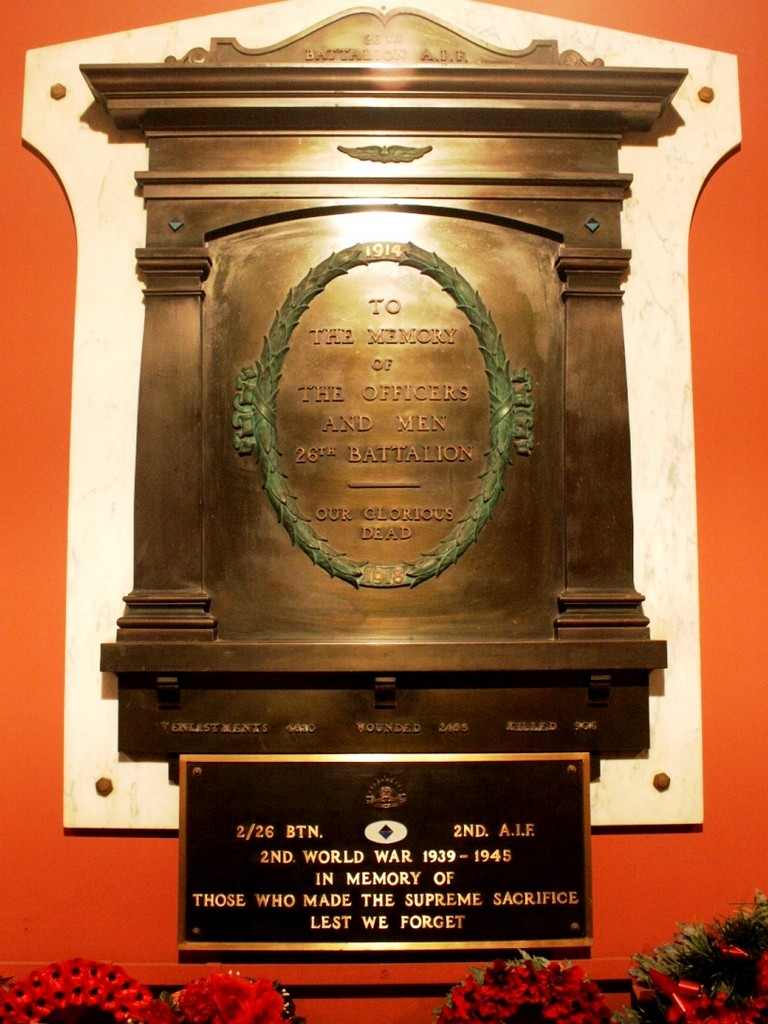 26TH
BATTALION A.I.F.
1914
TO
THE MEMORY
OF
THE OFFICERS
AND MEN
26TH BATTALION
OUR GLORIOUS
DEAD
1918
ENLISTMENTS WOUNDED KILLED
2/26 BTN. 2ND. A.I.F.
2ND. WORLD WAR 1939-1945
IN MEMORY OF
THOSE WHO MADE THE SUPREME SACRIFICE
LEST WE FORGET